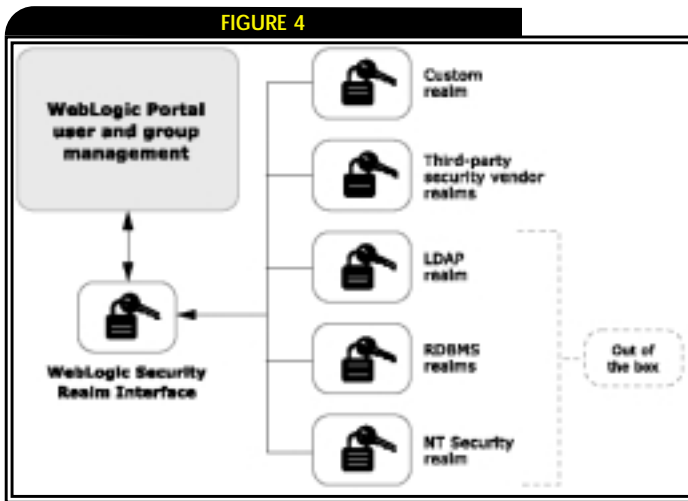 FIGURE 4
WebLogic Portal
user and group
management
WebLogic Security
Realm Interface
Custom
realm
Third-party
security vendor
realms
LDAP
realm
RDBMS
realms
NT Security
realm
Out of
the box